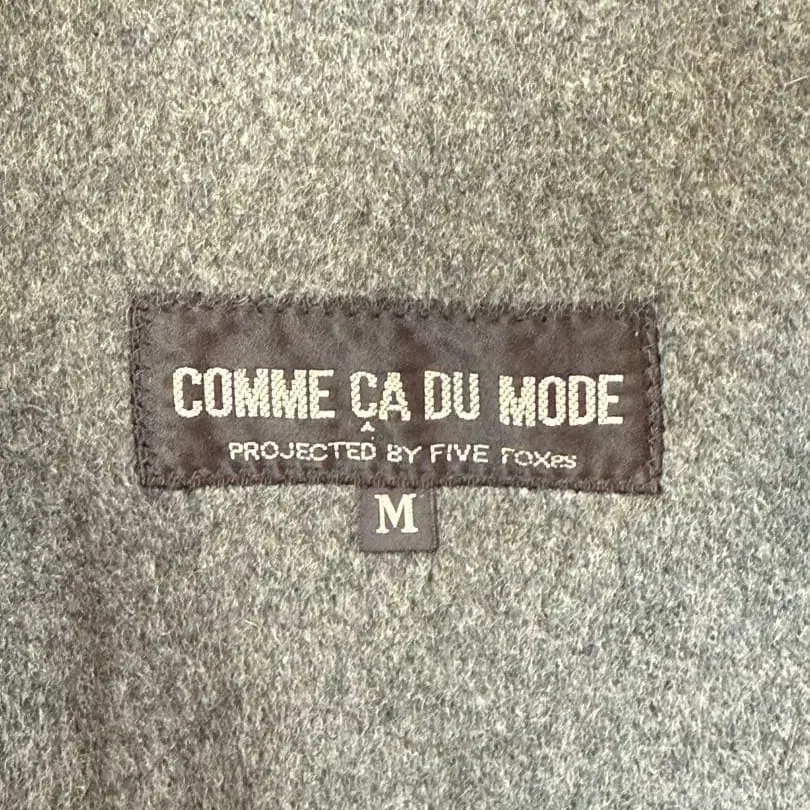 COMME ÇA DU MODE
PROJECTED BY FIVE FOXes
M